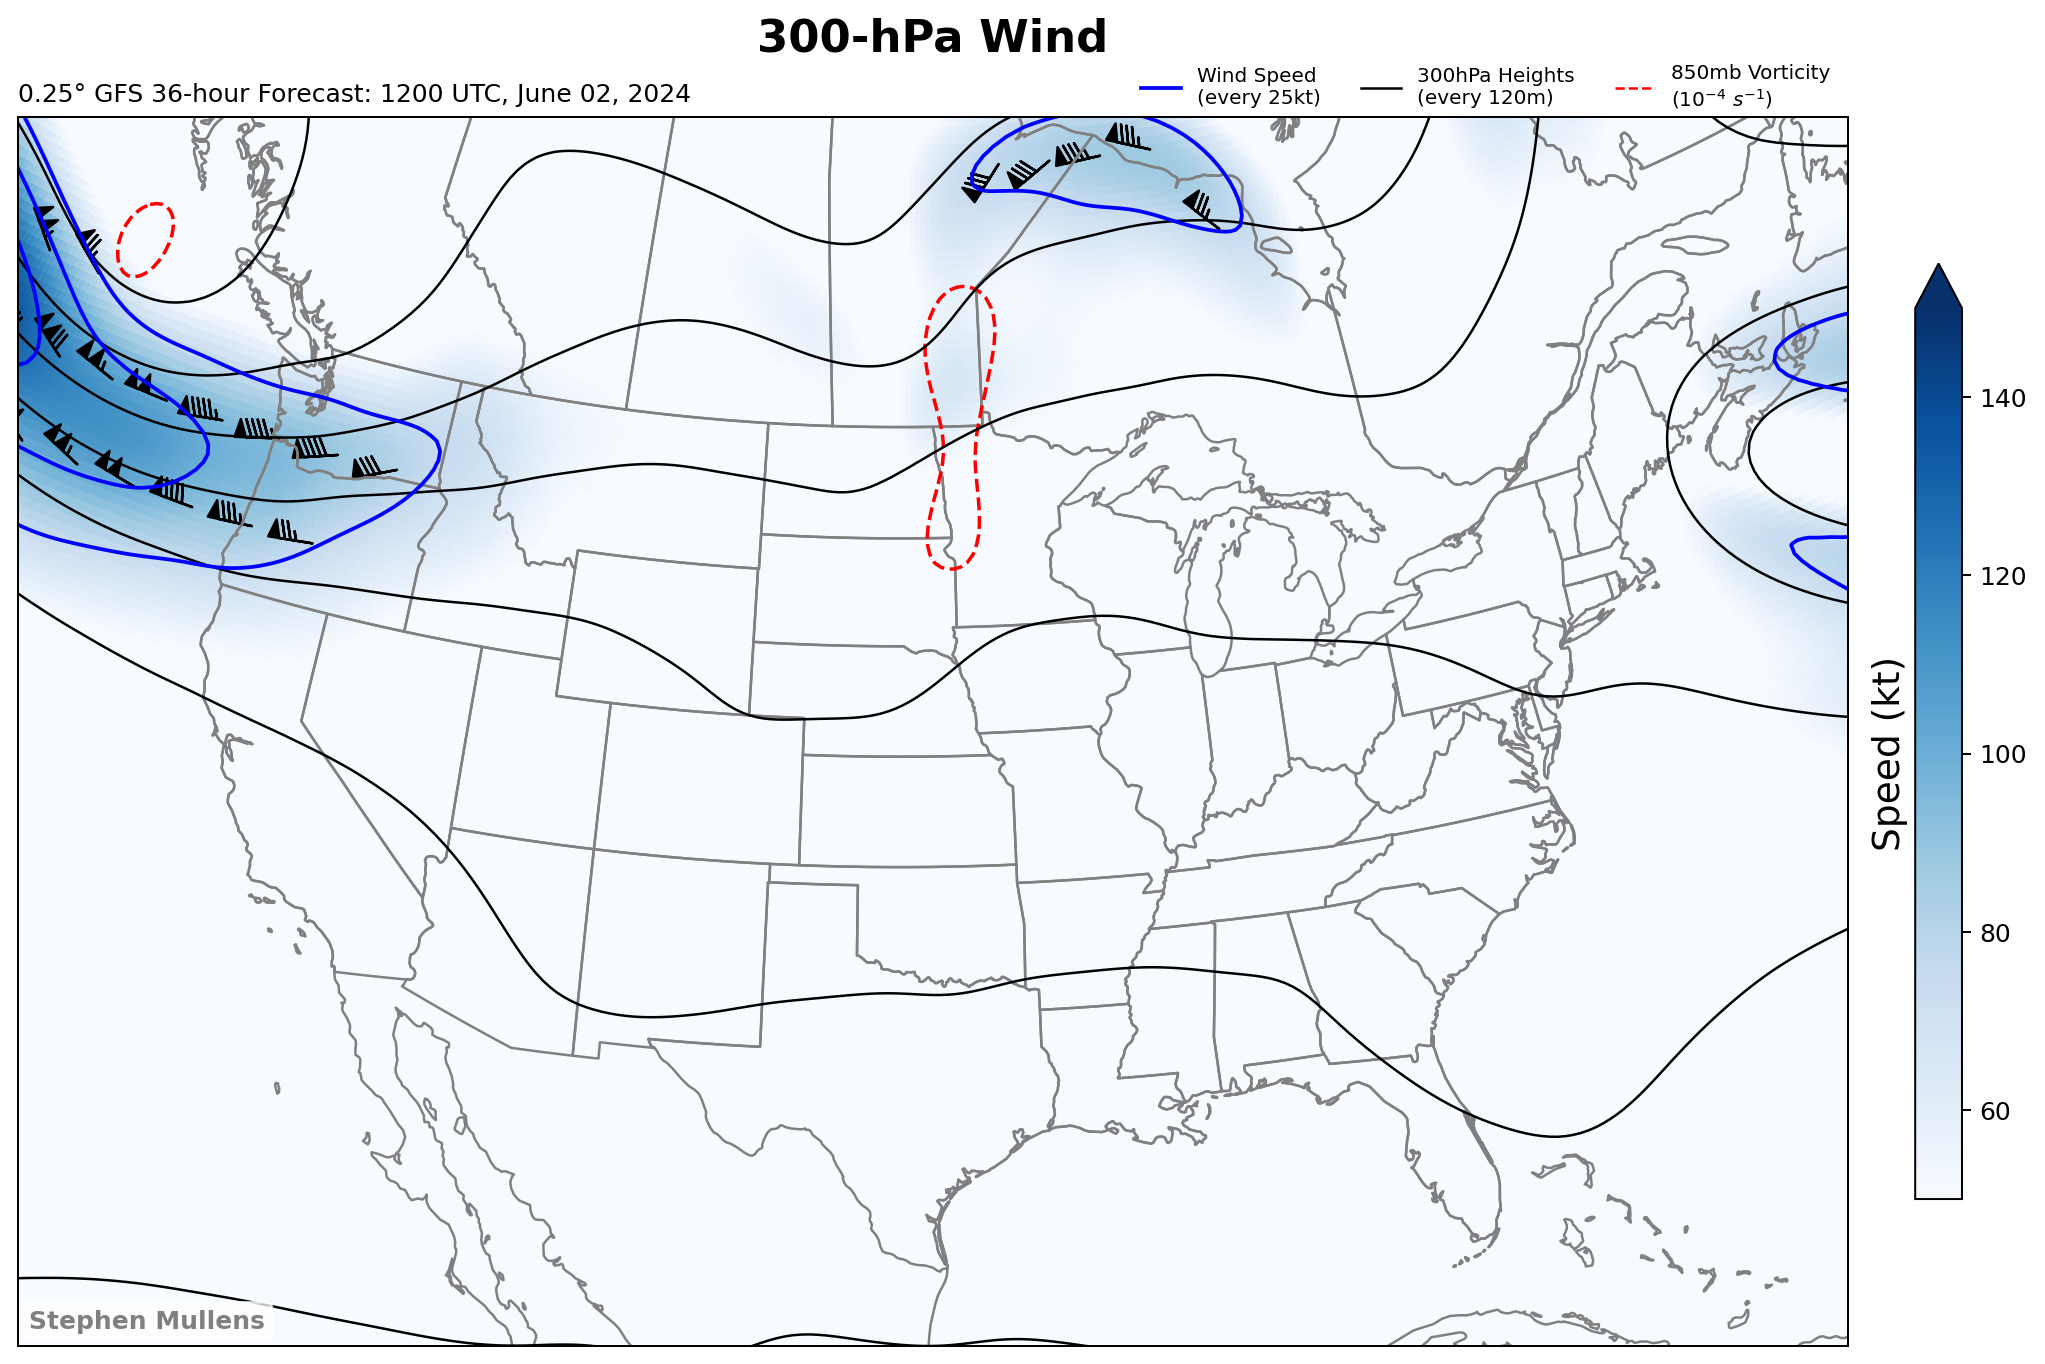 300-hPa Wind
0.25° GFS 36-hour Forecast: 1200 UTC, June 02, 2024
Wind Speed
(every 25kt)
300hPa Heights
(every 120m)
850mb Vorticity
(10⁻⁴ s⁻¹)
140
120
100
80
60
Speed (kt)
Stephen Mullens